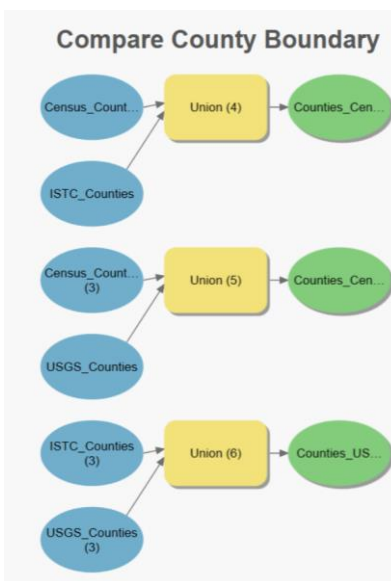 Compare County Boundary
Census_Count...
Union (4)
Counties_Cen...
ISTC_Counties
Census_Count...
(3)
Union (5)
Counties_Cen...
USGS_Counties
ISTC_Counties
(3)
Union (6)
Counties_US...
USGS_Counties
(3)